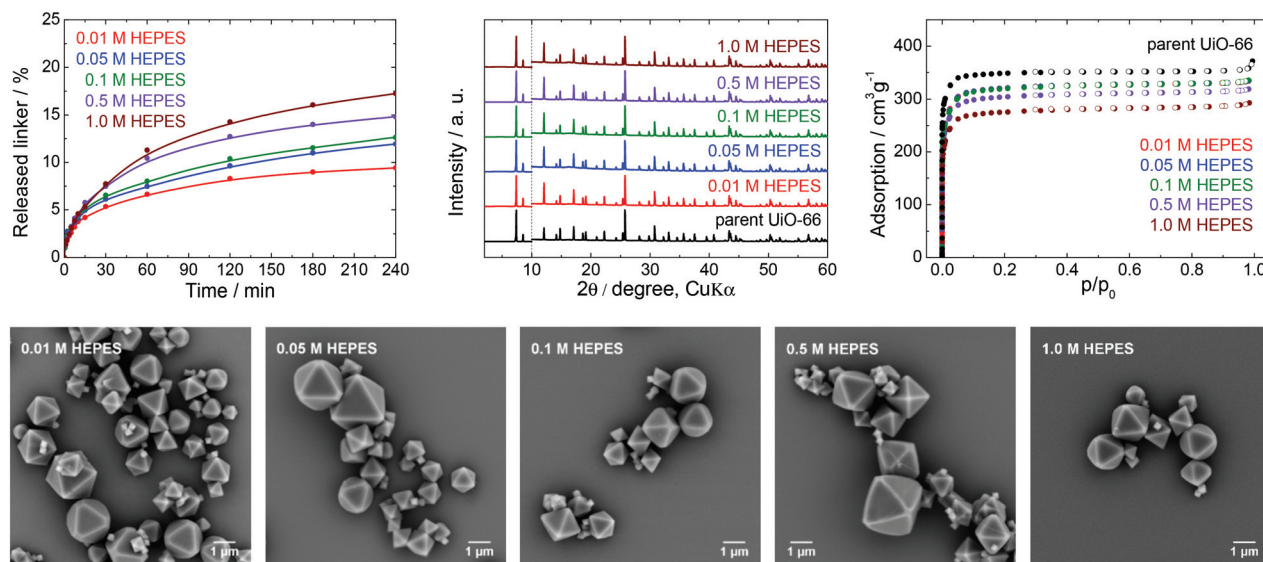 25
20
15
10
5
0
0 30 60 90 120 150 180 210 240
Released linker / %
Time / min
0.01 M HEPES
0.05 M HEPES
0.1 M HEPES
0.5 M HEPES
1.0 M HEPES
Intensity / a. u.
1.0 M HEPES
0.5 M HEPES
0.1 M HEPES
0.05 M HEPES
0.01 M HEPES
parent UiO-66
10 20 30 40 50 60
2θ / degree, CuKα
400
300
200
100
0
Adsorption / cm³g⁻¹
parent UiO-66
0.01 M HEPES
0.05 M HEPES
0.1 M HEPES
0.5 M HEPES
1.0 M HEPES
0.0 0.2 0.4 0.6 0.8 1.0
p/p₀
0.01 M HEPES
1 µm
0.05 M HEPES
1 µm
0.1 M HEPES
1 µm
0.5 M HEPES
1 µm
1.0 M HEPES
1 µm